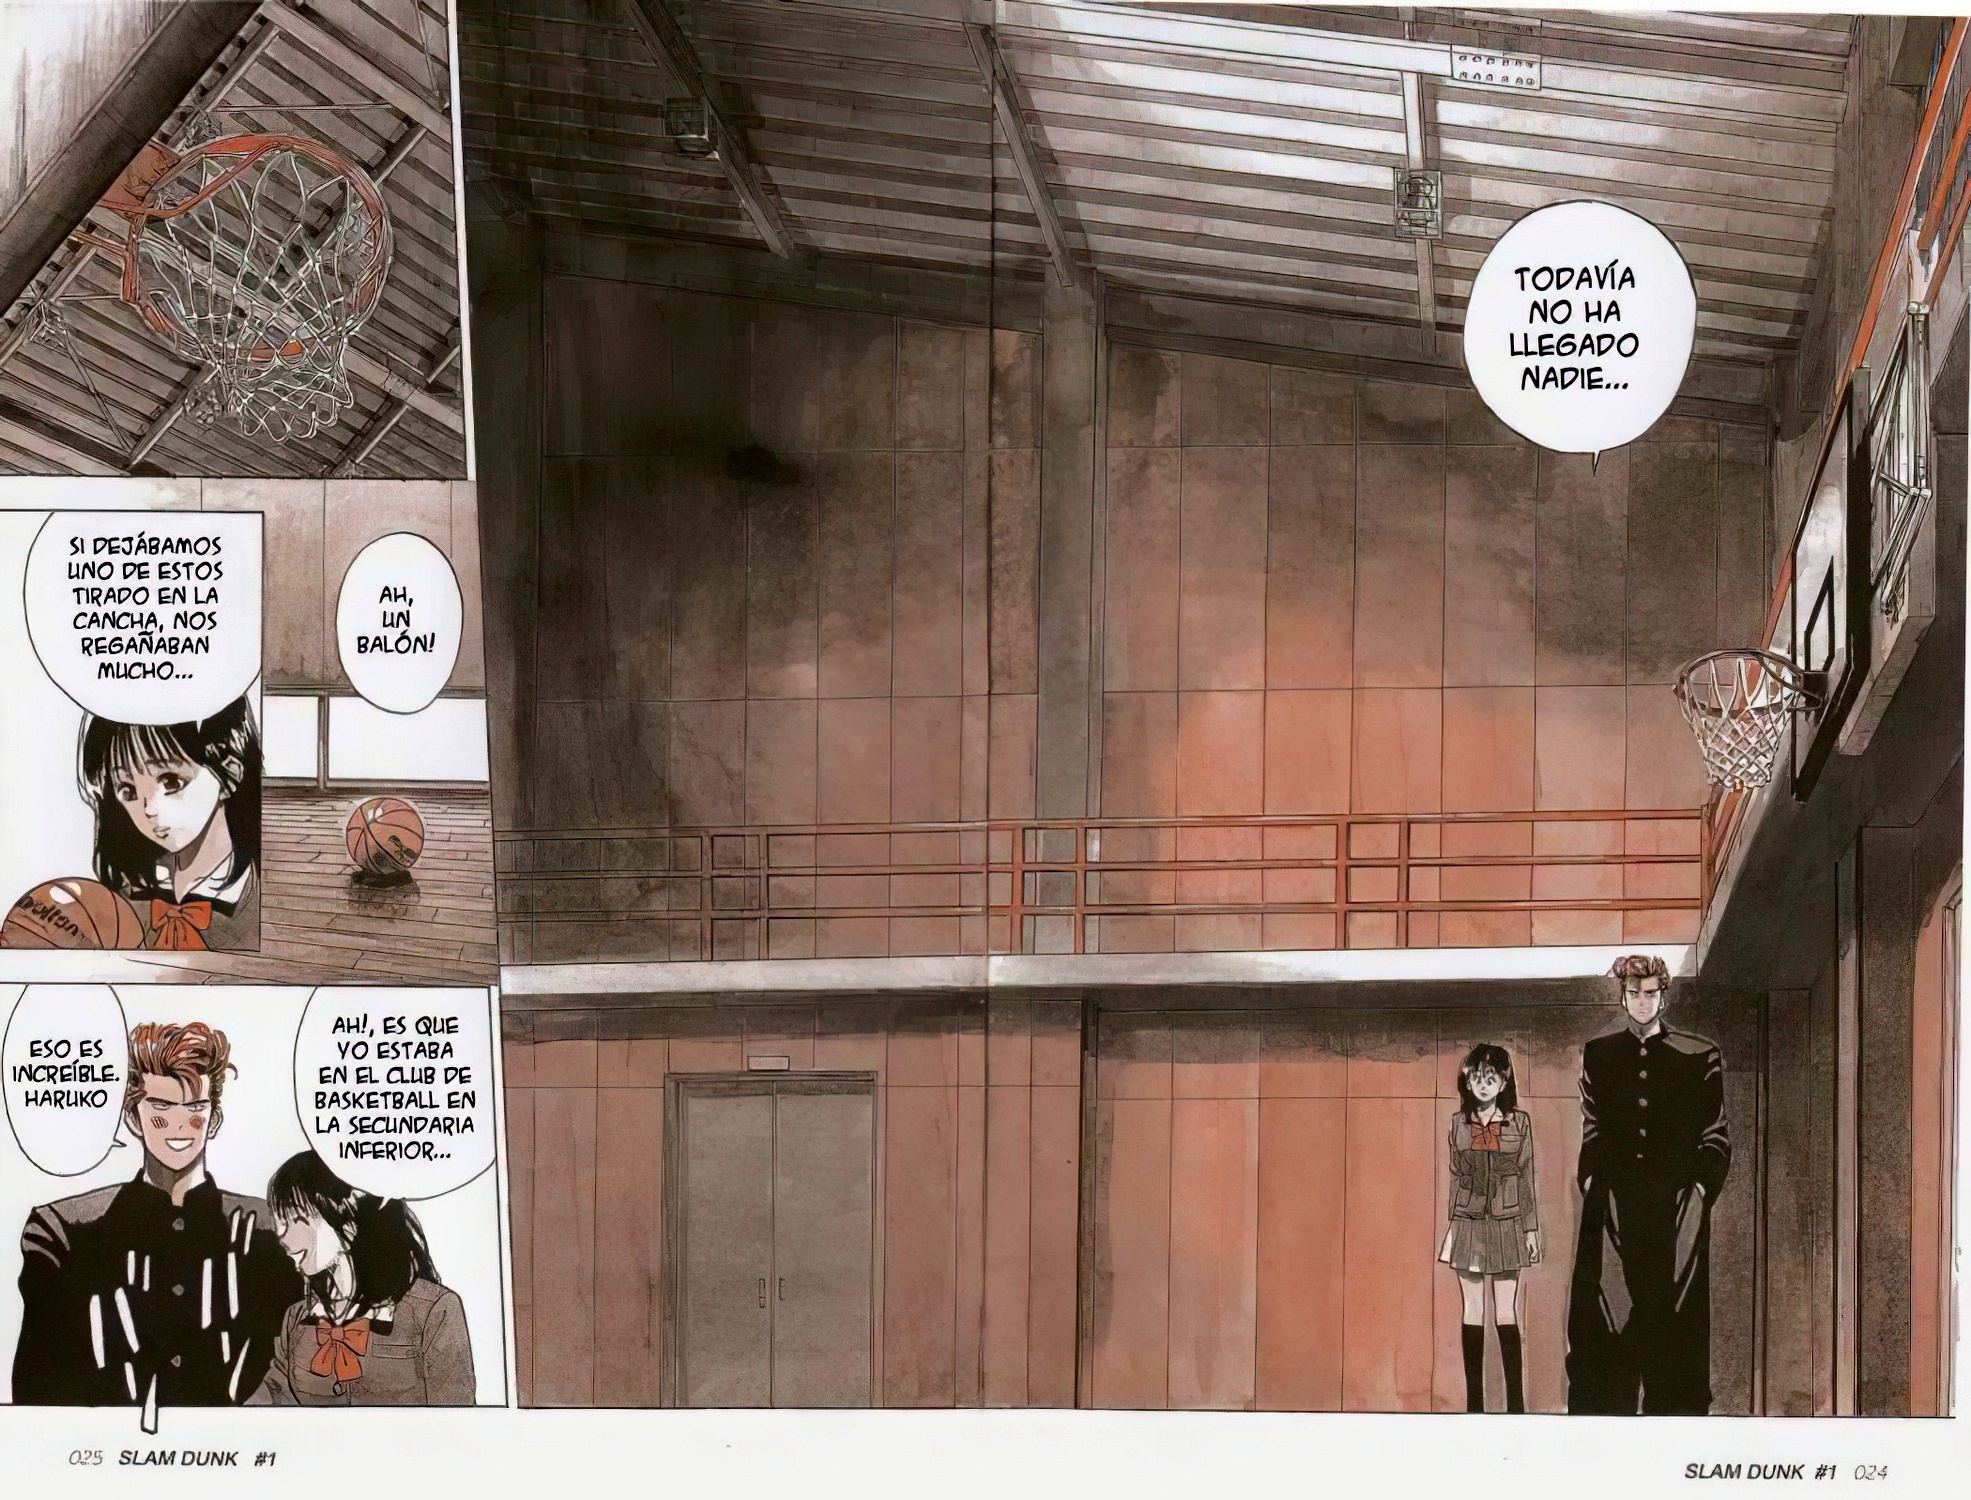 TODAVÍA
NO HA
LLEGADO
NADIE...
AH,
UN
BALÓN!
SI DEJÁBAMOS
UNO DE ESTOS
TIRADO EN LA
CANCHA, NOS
REGAÑABAN
MUCHO...
AH!, ES QUE
YO ESTABA
EN EL CLUB DE
BASKETBALL EN
LA SECUNDARIA
INFERIOR...
ESO ES
INCREÍBLE.
HARUKO
025 SLAM DUNK #1
SLAM DUNK #1 024